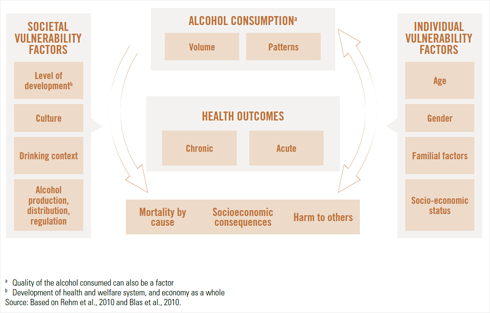 SOCIETAL
VULNERABILITY
FACTORS
Level of
developmentᵇ
Culture
Drinking context
Alcohol
production,
distribution,
regulation
ALCOHOL CONSUMPTIONᵃ
Volume
Patterns
HEALTH OUTCOMES
Chronic
Acute
Mortality by
cause
Socioeconomic
consequences
Harm to others
INDIVIDUAL
VULNERABILITY
FACTORS
Age
Gender
Familial factors
Socio-economic
status
ᵃ Quality of the alcohol consumed can also be a factor
ᵇ Development of health and welfare system, and economy as a whole
Source: Based on Rehm et al., 2010 and Blas et al., 2010.